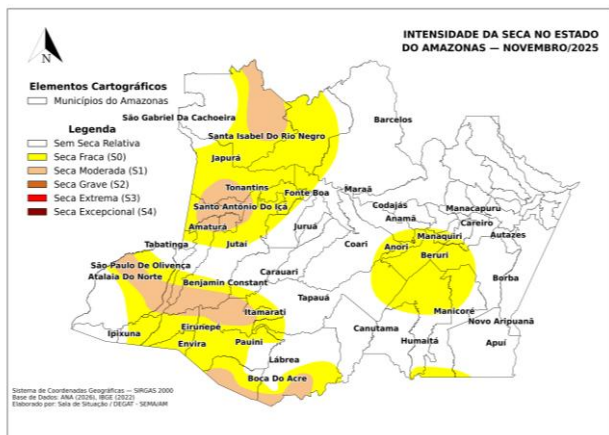 INTENSIDADE DA SECA NO ESTADO
DO AMAZONAS — NOVEMBRO/2025
N
Elementos Cartográficos
Municípios do Amazonas
Legenda
Sem Seca Relativa
Seca Fraca (S0)
Seca Moderada (S1)
Seca Grave (S2)
Seca Extrema (S3)
Seca Excepcional (S4)
São Gabriel Da Cachoeira
Barcelos
Santa Isabel Do Rio Negro
Japurá
Tonantins
Fonte Boa
Maraã
Santo Antônio Do Içá
Codajás
Manacapuru
Anamã
Careiro
Amaturá
Juruá
Manaquiri
Autazes
Tabatinga
Jutaí
Coari
Anori
Beruri
São Paulo De Olivença
Atalaia Do Norte
Carauari
Borba
Benjamin Constant
Tapauá
Itamarati
Manicoré
Novo Aripuanã
Ipixuna
Eirunepé
Canutama
Envira
Pauini
Humaitá
Apuí
Lábrea
Boca Do Acre
Sistema de Coordenadas Geográficas — SIRGAS 2000
Base de Dados: ANA (2026), IBGE (2022)
Elaborado por: Sala de Situação / DEGAT - SEMA/AM